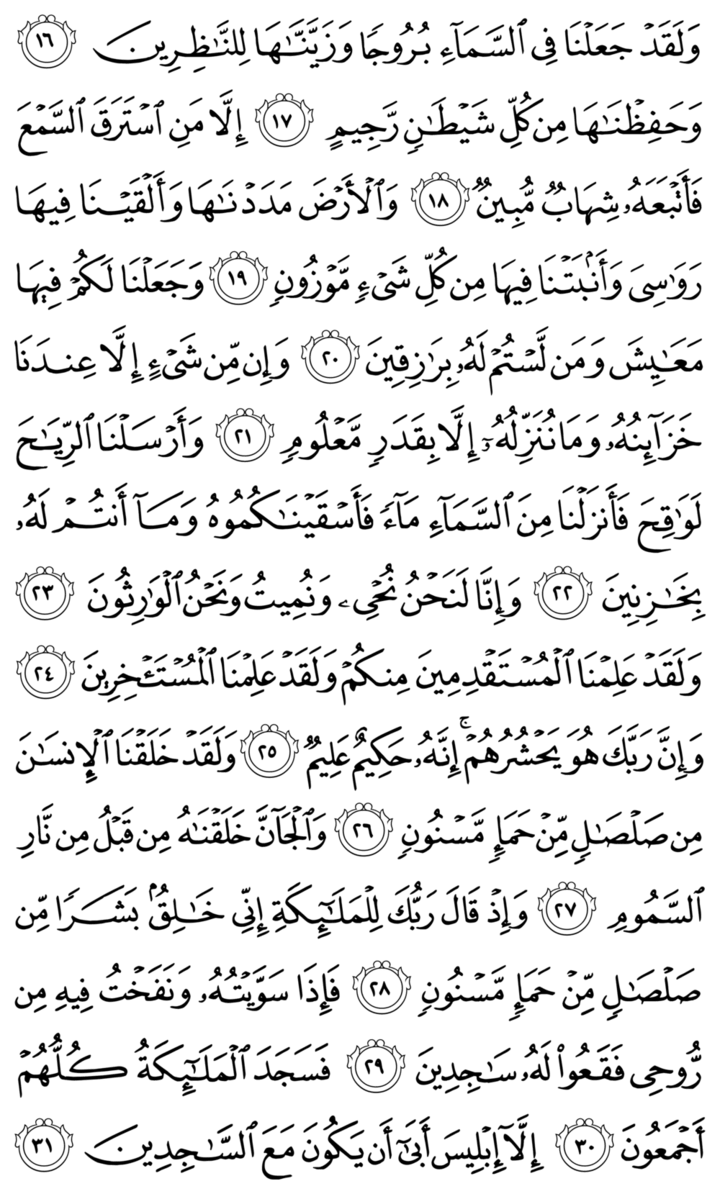 وَلَقَدْ جَعَلْنَا فِي ٱلسَّمَآءِ بُرُوجًا وَزَيَّنَّٰهَا لِلنَّٰظِرِينَ ١٦
وَحَفِظْنَٰهَا مِن كُلِّ شَيْطَٰنٍ رَّجِيمٍ ١٧ إِلَّا مَنِ ٱسْتَرَقَ ٱلسَّمْعَ
فَأَتْبَعَهُۥ شِهَابٌ مُّبِينٌ ١٨ وَٱلْأَرْضَ مَدَدْنَٰهَا وَأَلْقَيْنَا فِيهَا
رَوَٰسِيَ وَأَنۢبَتْنَا فِيهَا مِن كُلِّ شَيْءٍ مَّوْزُونٍ ١٩ وَجَعَلْنَا لَكُمْ فِيهَا
مَعَٰيِشَ وَمَن لَّسْتُمْ لَهُۥ بِرَٰزِقِينَ ٢٠ وَإِن مِّن شَيْءٍ إِلَّا عِندَنَا
خَزَآئِنُهُۥ وَمَا نُنَزِّلُهُۥٓ إِلَّا بِقَدَرٍ مَّعْلُومٍ ٢١ وَأَرْسَلْنَا ٱلرِّيَٰحَ
لَوَٰقِحَ فَأَنزَلْنَا مِنَ ٱلسَّمَآءِ مَآءً فَأَسْقَيْنَٰكُمُوهُ وَمَآ أَنتُمْ لَهُۥ
بِخَٰزِنِينَ ٢٢ وَإِنَّا لَنَحْنُ نُحْيِۦ وَنُمِيتُ وَنَحْنُ ٱلْوَٰرِثُونَ ٢٣
وَلَقَدْ عَلِمْنَا ٱلْمُسْتَقْدِمِينَ مِنكُمْ وَلَقَدْ عَلِمْنَا ٱلْمُسْتَـْٔخِرِينَ ٢٤
وَإِنَّ رَبَّكَ هُوَ يَحْشُرُهُمْ ۚ إِنَّهُۥ حَكِيمٌ عَلِيمٌ ٢٥ وَلَقَدْ خَلَقْنَا ٱلْإِنسَٰنَ
مِن صَلْصَٰلٍ مِّنْ حَمَإٍ مَّسْنُونٍ ٢٦ وَٱلْجَآنَّ خَلَقْنَٰهُ مِن قَبْلُ مِن نَّارِ
ٱلسَّمُومِ ٢٧ وَإِذْ قَالَ رَبُّكَ لِلْمَلَٰٓئِكَةِ إِنِّي خَٰلِقٌۢ بَشَرًا مِّن
صَلْصَٰلٍ مِّنْ حَمَإٍ مَّسْنُونٍ ٢٨ فَإِذَا سَوَّيْتُهُۥ وَنَفَخْتُ فِيهِ مِن
رُّوحِي فَقَعُوا۟ لَهُۥ سَٰجِدِينَ ٢٩ فَسَجَدَ ٱلْمَلَٰٓئِكَةُ كُلُّهُمْ
أَجْمَعُونَ ٣٠ إِلَّآ إِبْلِيسَ أَبَىٰٓ أَن يَكُونَ مَعَ ٱلسَّٰجِدِينَ ٣١